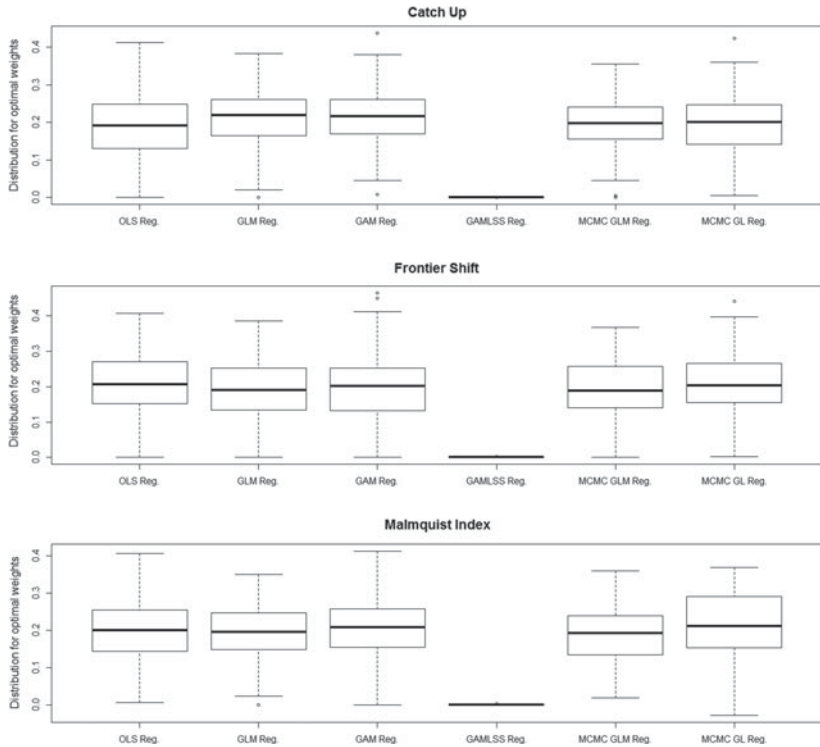 Catch Up
Distribution for optimal weights
0.4
0.3
0.2
0.1
0.0
OLS Reg. GLM Reg. GAM Reg. GAMLSS Reg. MCMC GLM Reg. MCMC GL Reg.
Frontier Shift
Distribution for optimal weights
0.4
0.3
0.2
0.1
0.0
OLS Reg. GLM Reg. GAM Reg. GAMLSS Reg. MCMC GLM Reg. MCMC GL Reg.
Malmquist Index
Distribution for optimal weights
0.4
0.3
0.2
0.1
0.0
OLS Reg. GLM Reg. GAM Reg. GAMLSS Reg. MCMC GLM Reg. MCMC GL Reg.